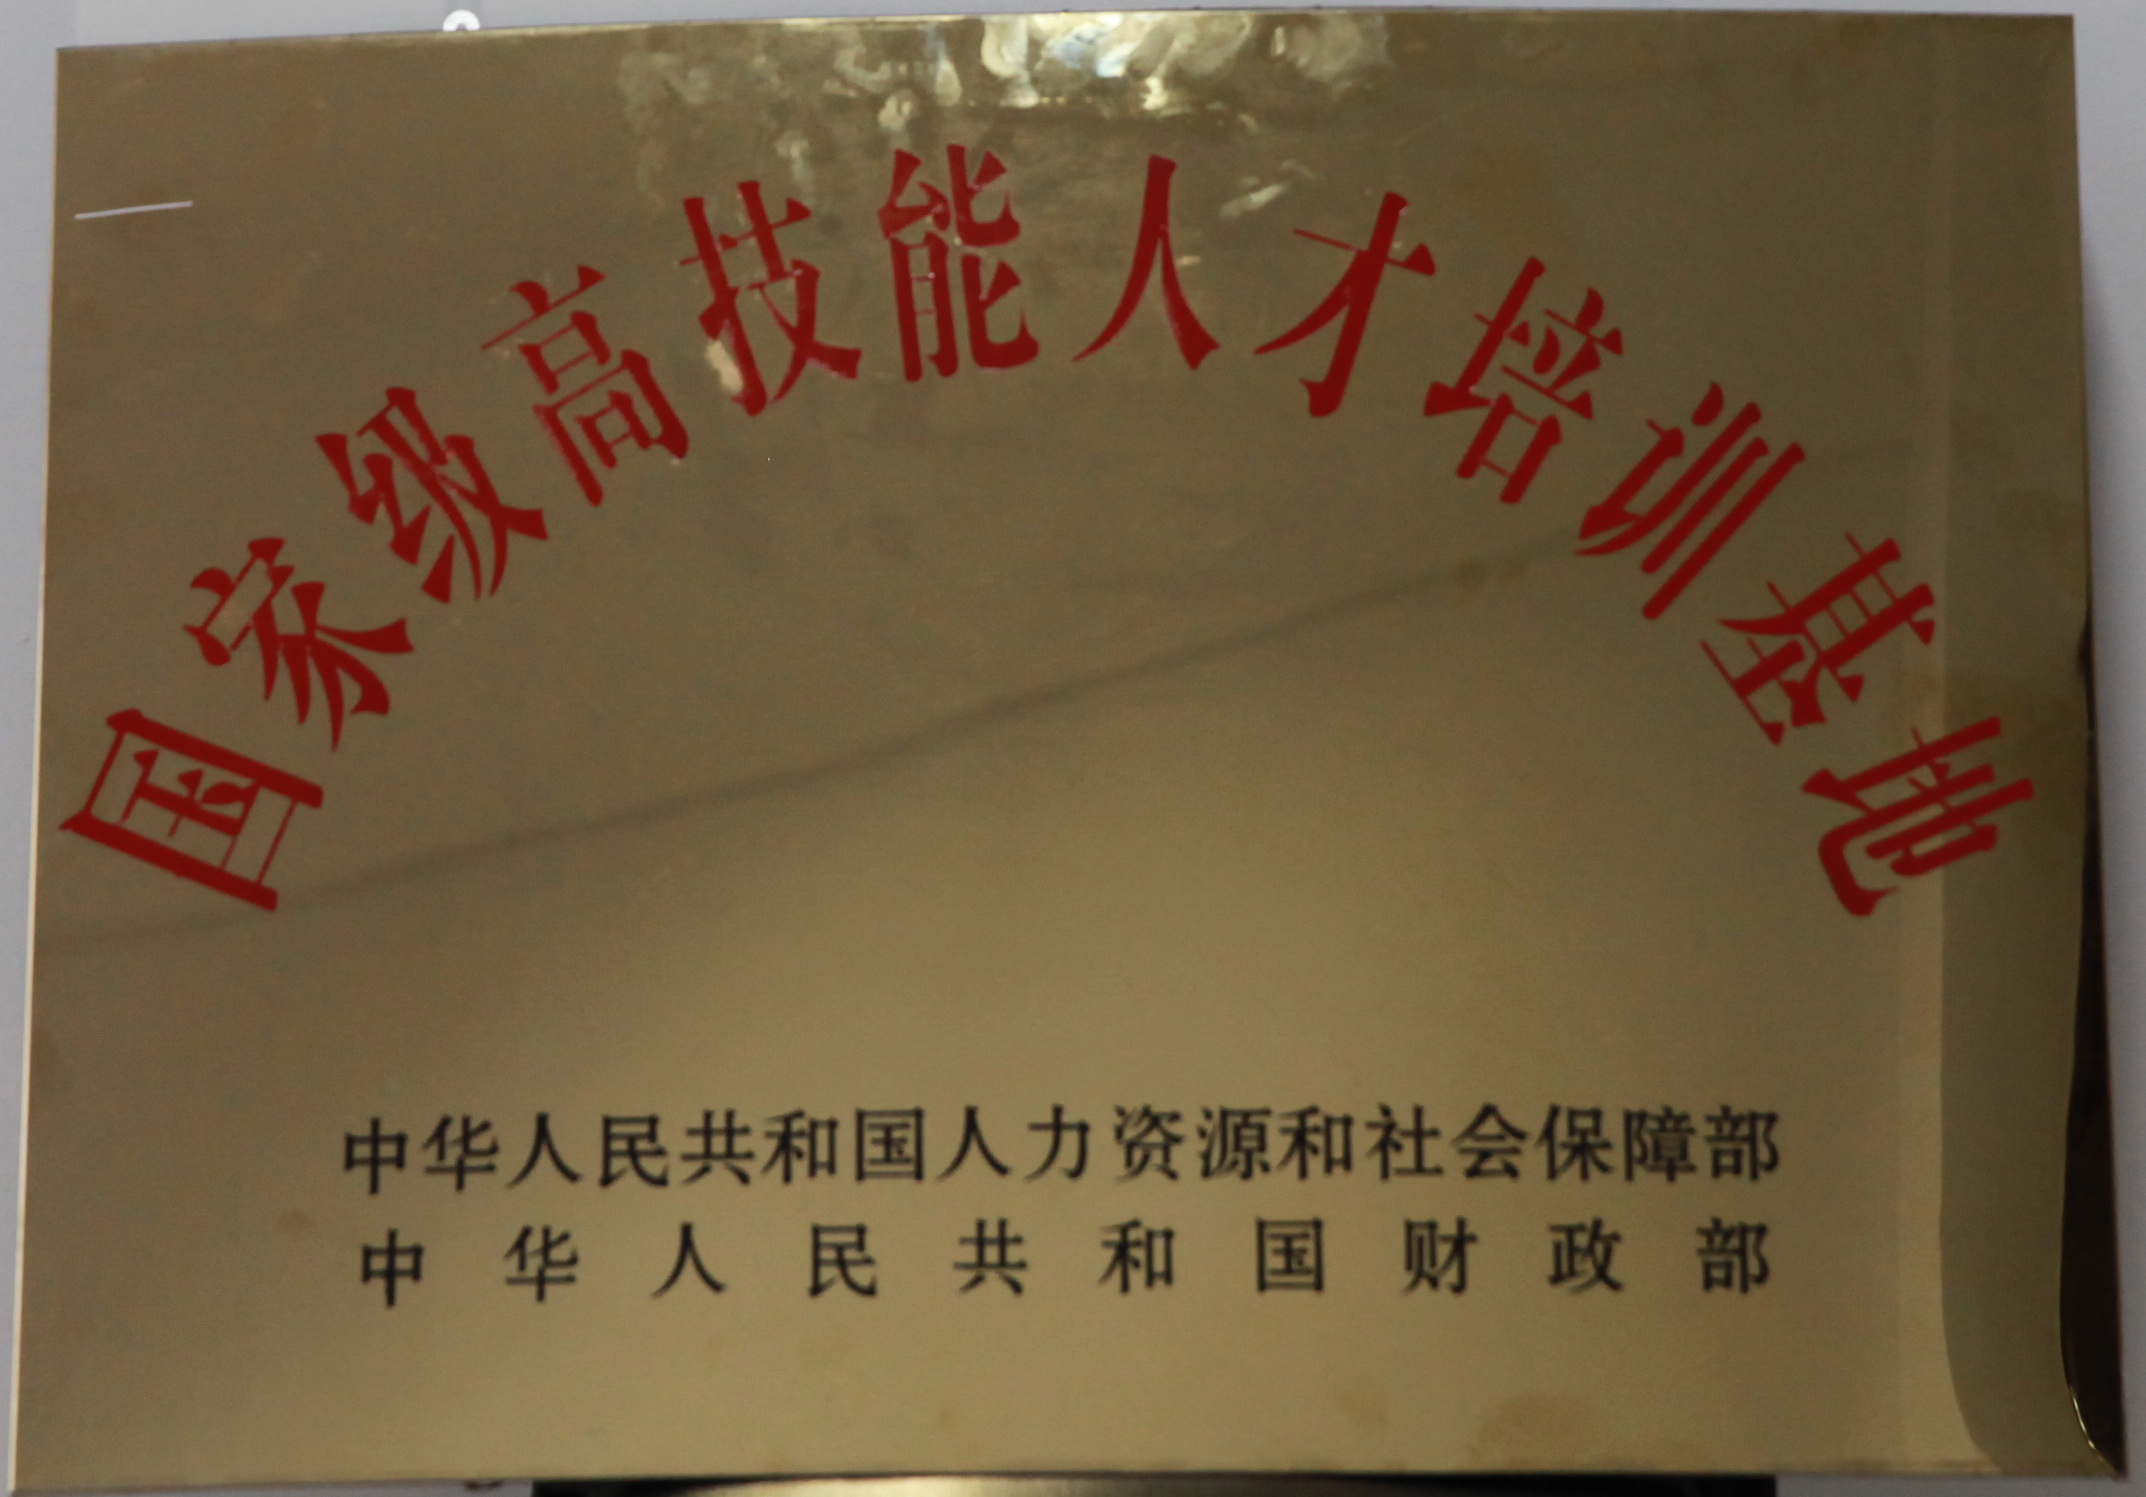 国家级高技能人才培训基地
中华人民共和国人力资源和社会保障部
中华人民共和国财政部